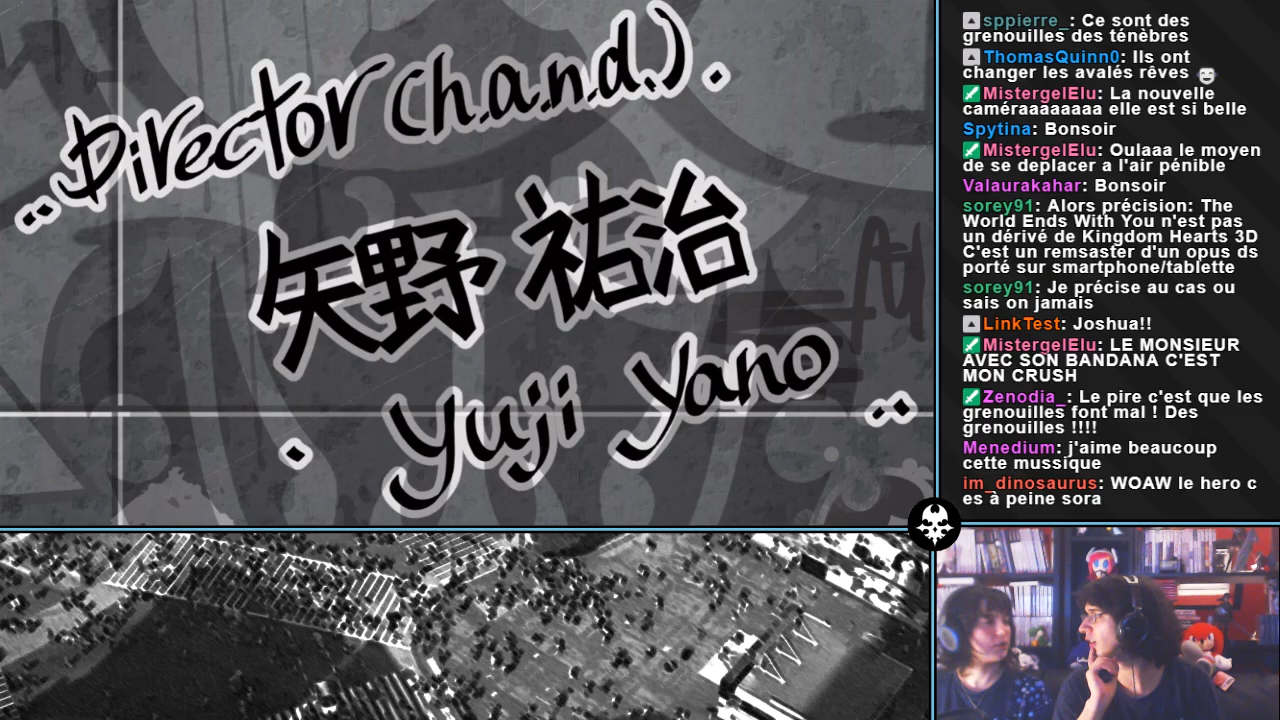 Director (h.a.n.d.)
矢野 祐治
Yuji Yano
sppierre_: Ce sont des
grenouilles des ténèbres
ThomasQuinn0: Ils ont
changer les avalés rêves
MistergelElu: La nouvelle
caméraaaaaaaa elle est si belle
Spytina: Bonsoir
MistergelElu: Oulaaa le moyen
de se deplacer a l'air pénible
Valaurakahar: Bonsoir
sorey91: Alors précision: The
World Ends With You n'est pas
un dérivé de Kingdom Hearts 3D
C'est un remsaster d'un opus ds
porté sur smartphone/tablette
sorey91: Je précise au cas ou
sais on jamais
LinkTest: Joshua!!
MistergelElu: LE MONSIEUR
AVEC SON BANDANA C'EST
MON CRUSH
Zenodia_: Le pire c'est que les
grenouilles font mal ! Des
grenouilles !!!!
Menedium: j'aime beaucoup
cette mussique
im_dinosaurus: WOAW le hero c
es à peine sora